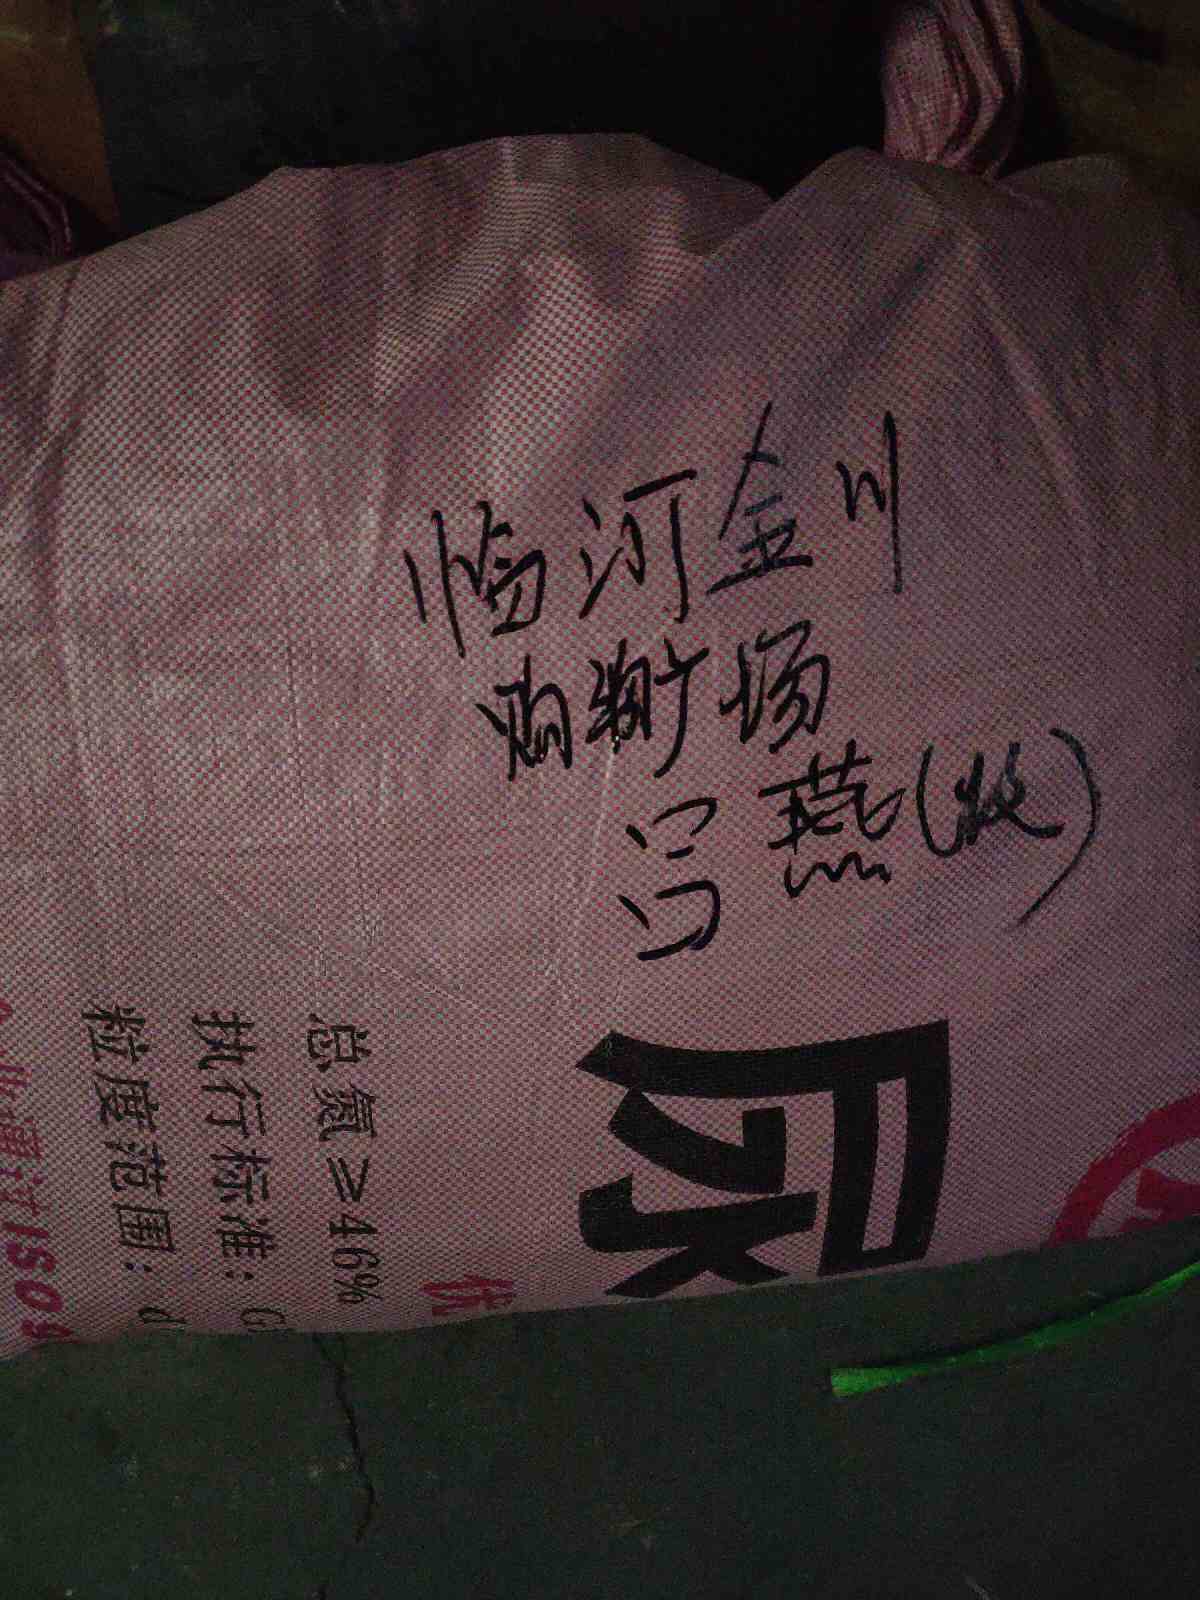 临河金川
购物广场
吕燕(收)
尿
总氮≥46%
执行标准:
粒度范围: d